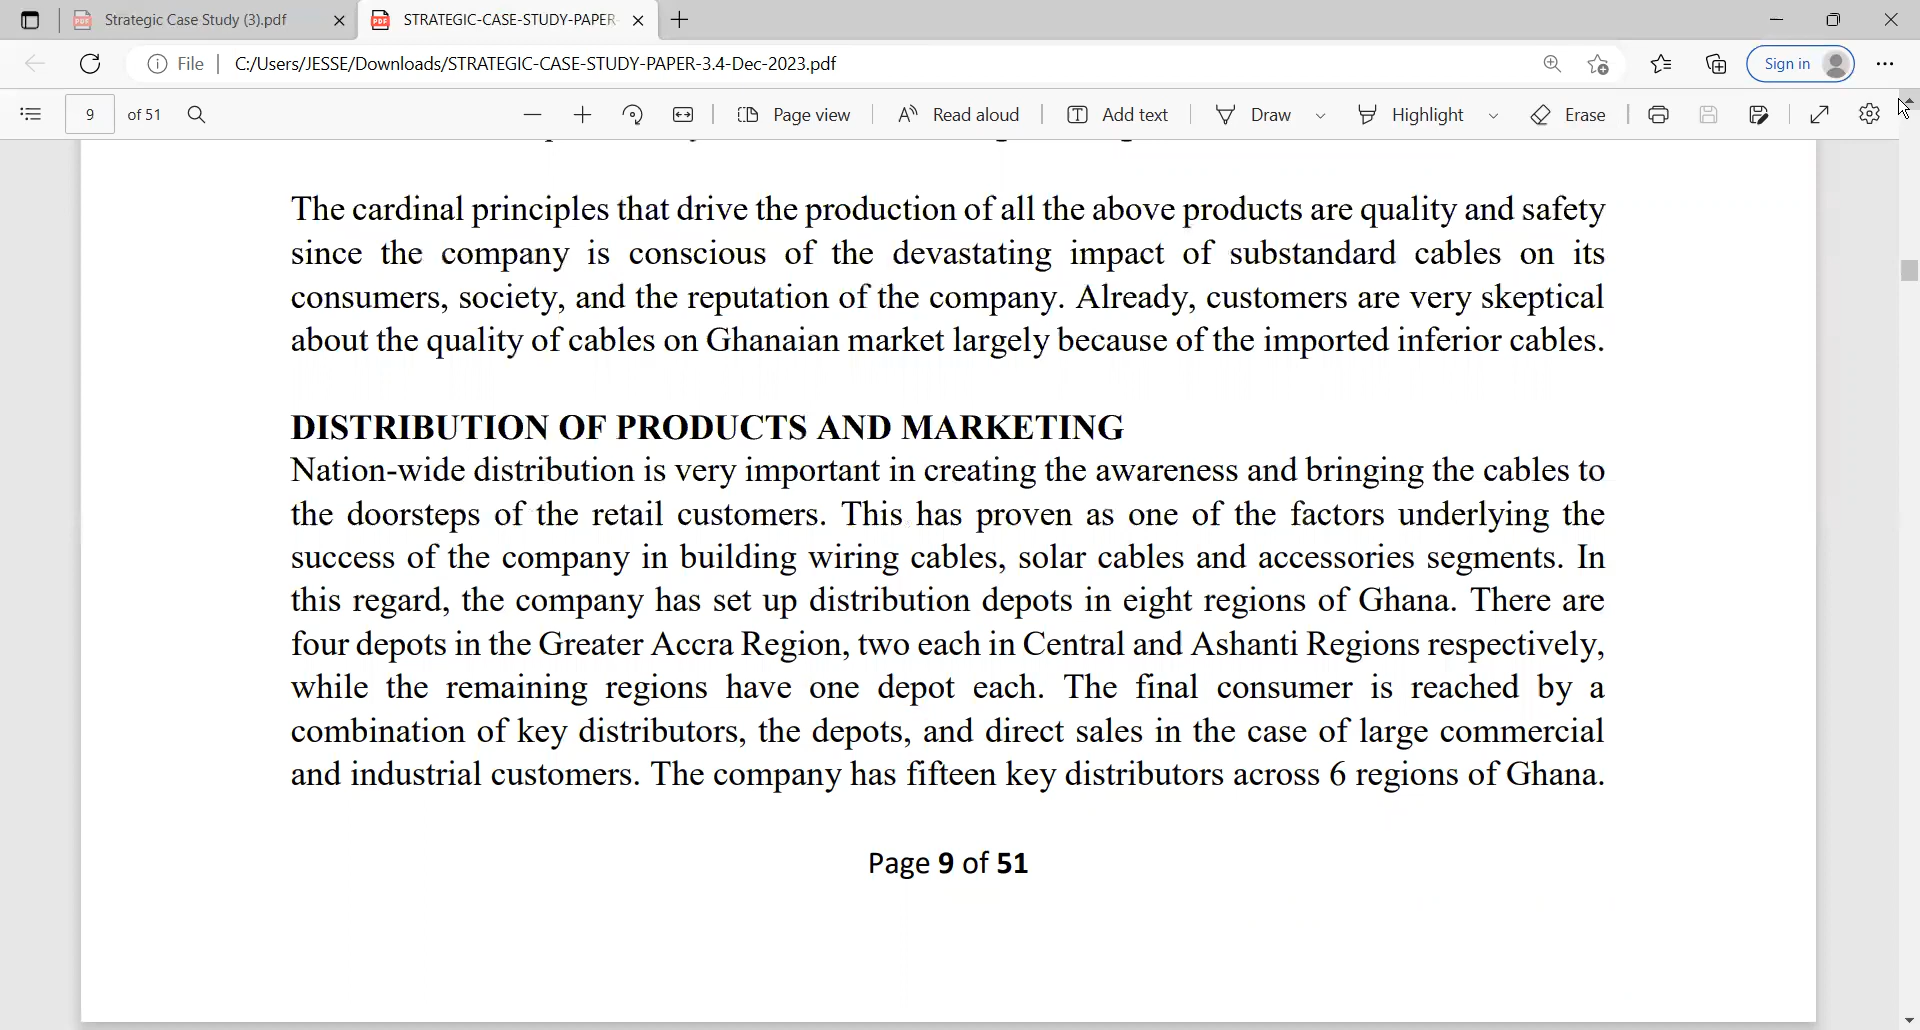 Strategic Case Study (3).pdf
STRATEGIC-CASE-STUDY-PAPER-
File
C:/Users/JESSE/Downloads/STRATEGIC-CASE-STUDY-PAPER-3.4-Dec-2023.pdf
Sign in
9 of 51
Page view
Read aloud
Add text
Draw
Highlight
Erase
The cardinal principles that drive the production of all the above products are quality and safety
since the company is conscious of the devastating impact of substandard cables on its
consumers, society, and the reputation of the company. Already, customers are very skeptical
about the quality of cables on Ghanaian market largely because of the imported inferior cables.
DISTRIBUTION OF PRODUCTS AND MARKETING
Nation-wide distribution is very important in creating the awareness and bringing the cables to
the doorsteps of the retail customers. This has proven as one of the factors underlying the
success of the company in building wiring cables, solar cables and accessories segments. In
this regard, the company has set up distribution depots in eight regions of Ghana. There are
four depots in the Greater Accra Region, two each in Central and Ashanti Regions respectively,
while the remaining regions have one depot each. The final consumer is reached by a
combination of key distributors, the depots, and direct sales in the case of large commercial
and industrial customers. The company has fifteen key distributors across 6 regions of Ghana.
Page 9 of 51